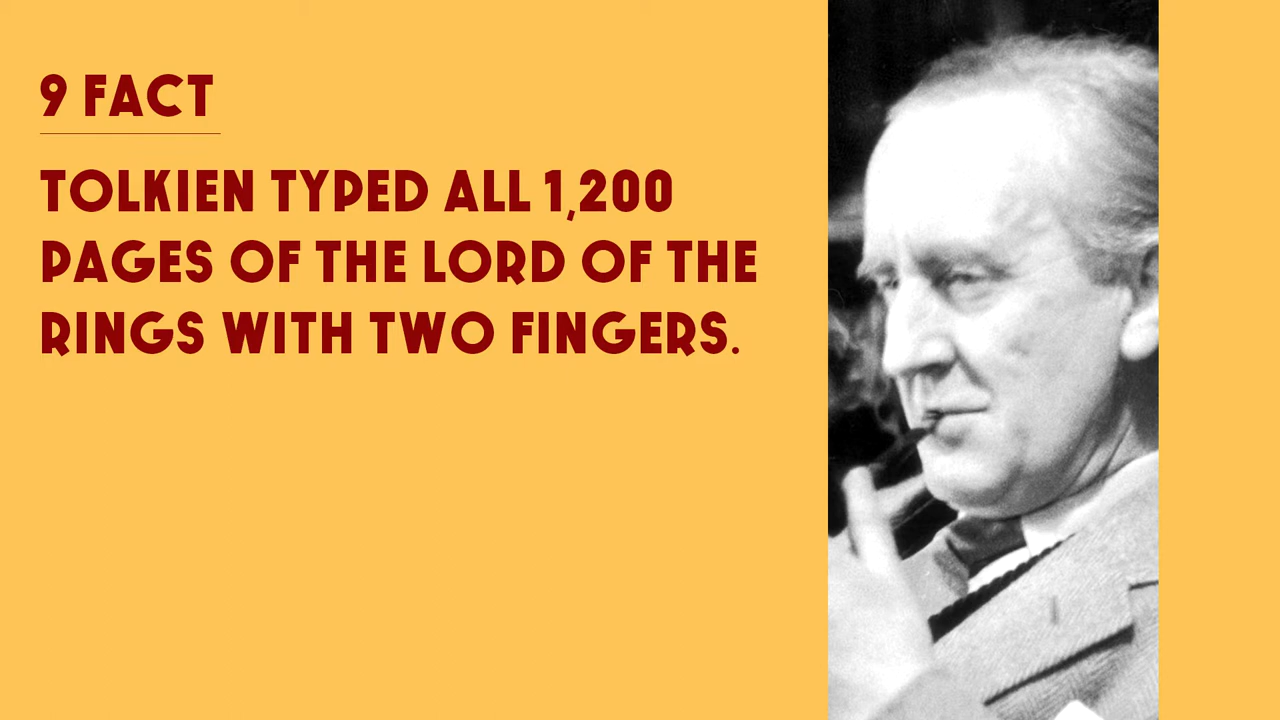 9 FACT
TOLKIEN TYPED ALL 1,200
PAGES OF THE LORD OF THE
RINGS WITH TWO FINGERS.